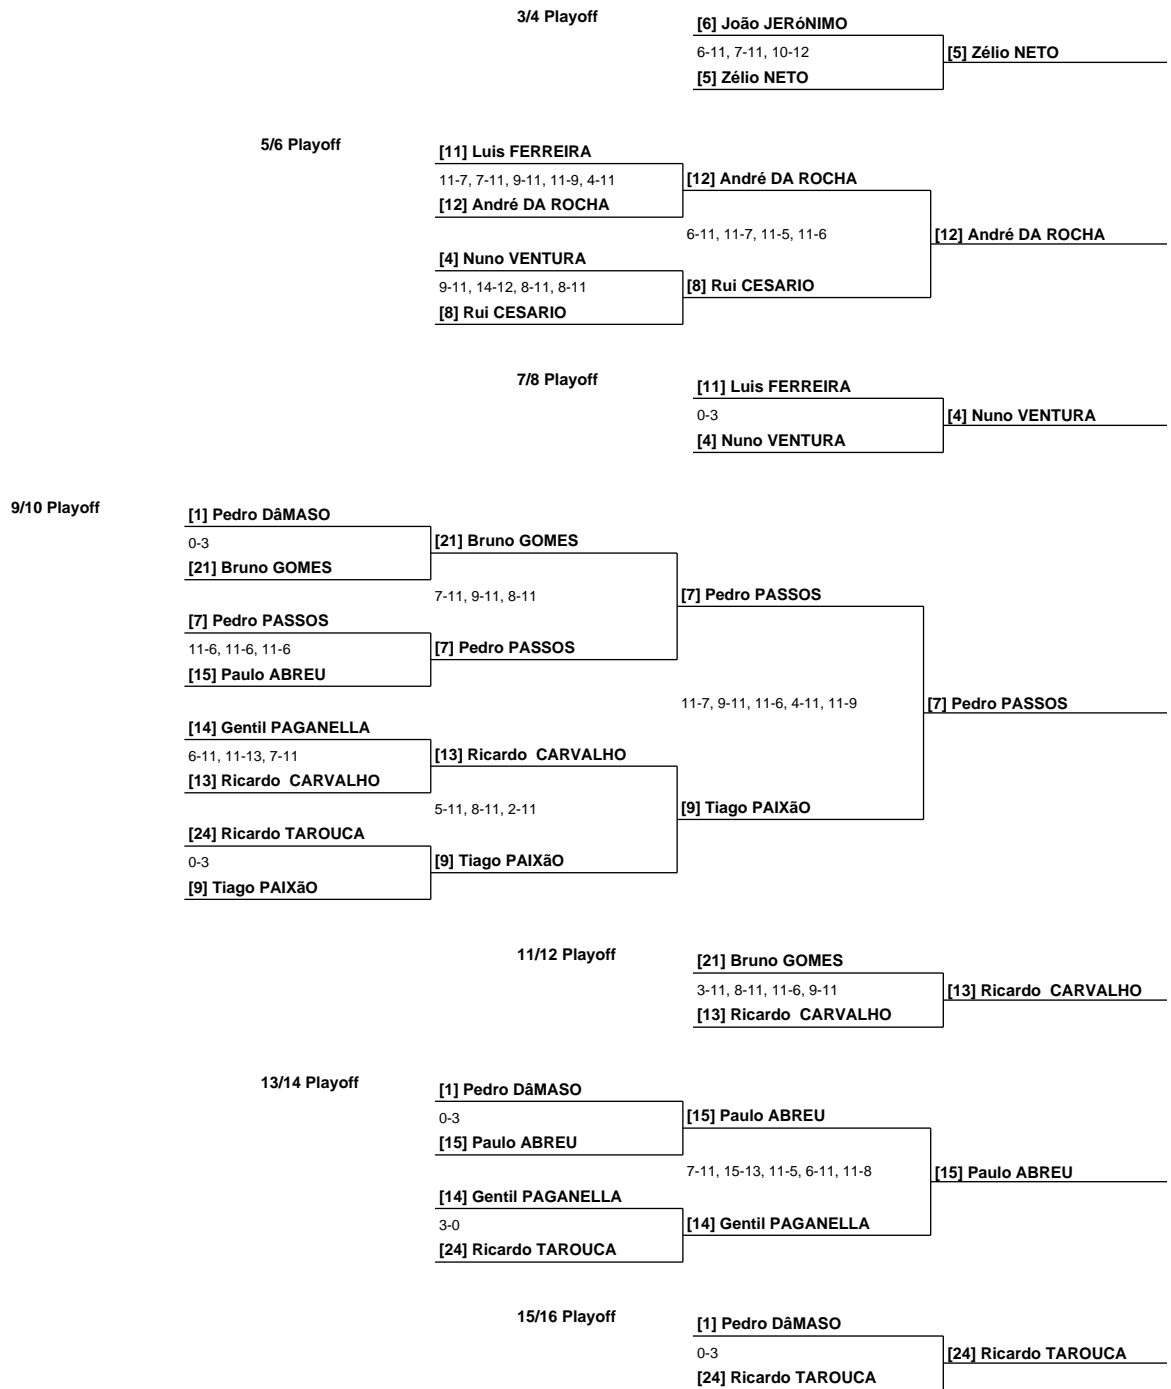 3/4 Playoff
[6] João JERóNIMO
6-11, 7-11, 10-12
[5] Zélio NETO
[5] Zélio NETO
5/6 Playoff
[11] Luis FERREIRA
11-7, 7-11, 9-11, 11-9, 4-11
[12] André DA ROCHA
[12] André DA ROCHA
6-11, 11-7, 11-5, 11-6
[12] André DA ROCHA
[4] Nuno VENTURA
9-11, 14-12, 8-11, 8-11
[8] Rui CESARIO
[8] Rui CESARIO
7/8 Playoff
[11] Luis FERREIRA
0-3
[4] Nuno VENTURA
[4] Nuno VENTURA
9/10 Playoff
[1] Pedro DâMASO
0-3
[21] Bruno GOMES
[21] Bruno GOMES
7-11, 9-11, 8-11
[7] Pedro PASSOS
[7] Pedro PASSOS
11-6, 11-6, 11-6
[7] Pedro PASSOS
[15] Paulo ABREU
11-7, 9-11, 11-6, 4-11, 11-9
[7] Pedro PASSOS
[14] Gentil PAGANELLA
6-11, 11-13, 7-11
[13] Ricardo  CARVALHO
[13] Ricardo  CARVALHO
5-11, 8-11, 2-11
[9] Tiago PAIXãO
[24] Ricardo TAROUCA
0-3
[9] Tiago PAIXãO
[9] Tiago PAIXãO
11/12 Playoff
[21] Bruno GOMES
3-11, 8-11, 11-6, 9-11
[13] Ricardo  CARVALHO
[13] Ricardo  CARVALHO
13/14 Playoff
[1] Pedro DâMASO
0-3
[15] Paulo ABREU
[15] Paulo ABREU
7-11, 15-13, 11-5, 6-11, 11-8
[15] Paulo ABREU
[14] Gentil PAGANELLA
3-0
[14] Gentil PAGANELLA
[24] Ricardo TAROUCA
15/16 Playoff
[1] Pedro DâMASO
0-3
[24] Ricardo TAROUCA
[24] Ricardo TAROUCA